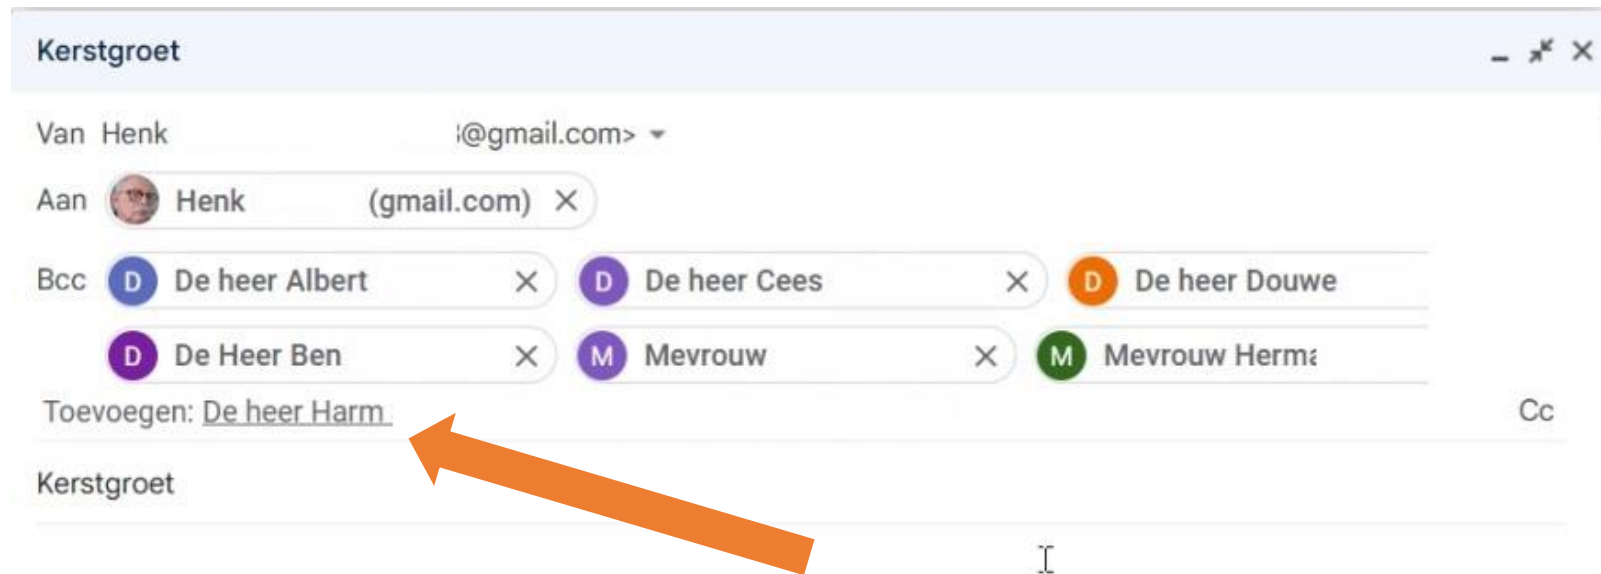 Kerstgroet
Van Henk @gmail.com>
Aan Henk (gmail.com)
Bcc D De heer Albert D De heer Cees D De heer Douwe
D De Heer Ben M Mevrouw M Mevrouw Herma
Toevoegen: De heer Harm Cc
Kerstgroet